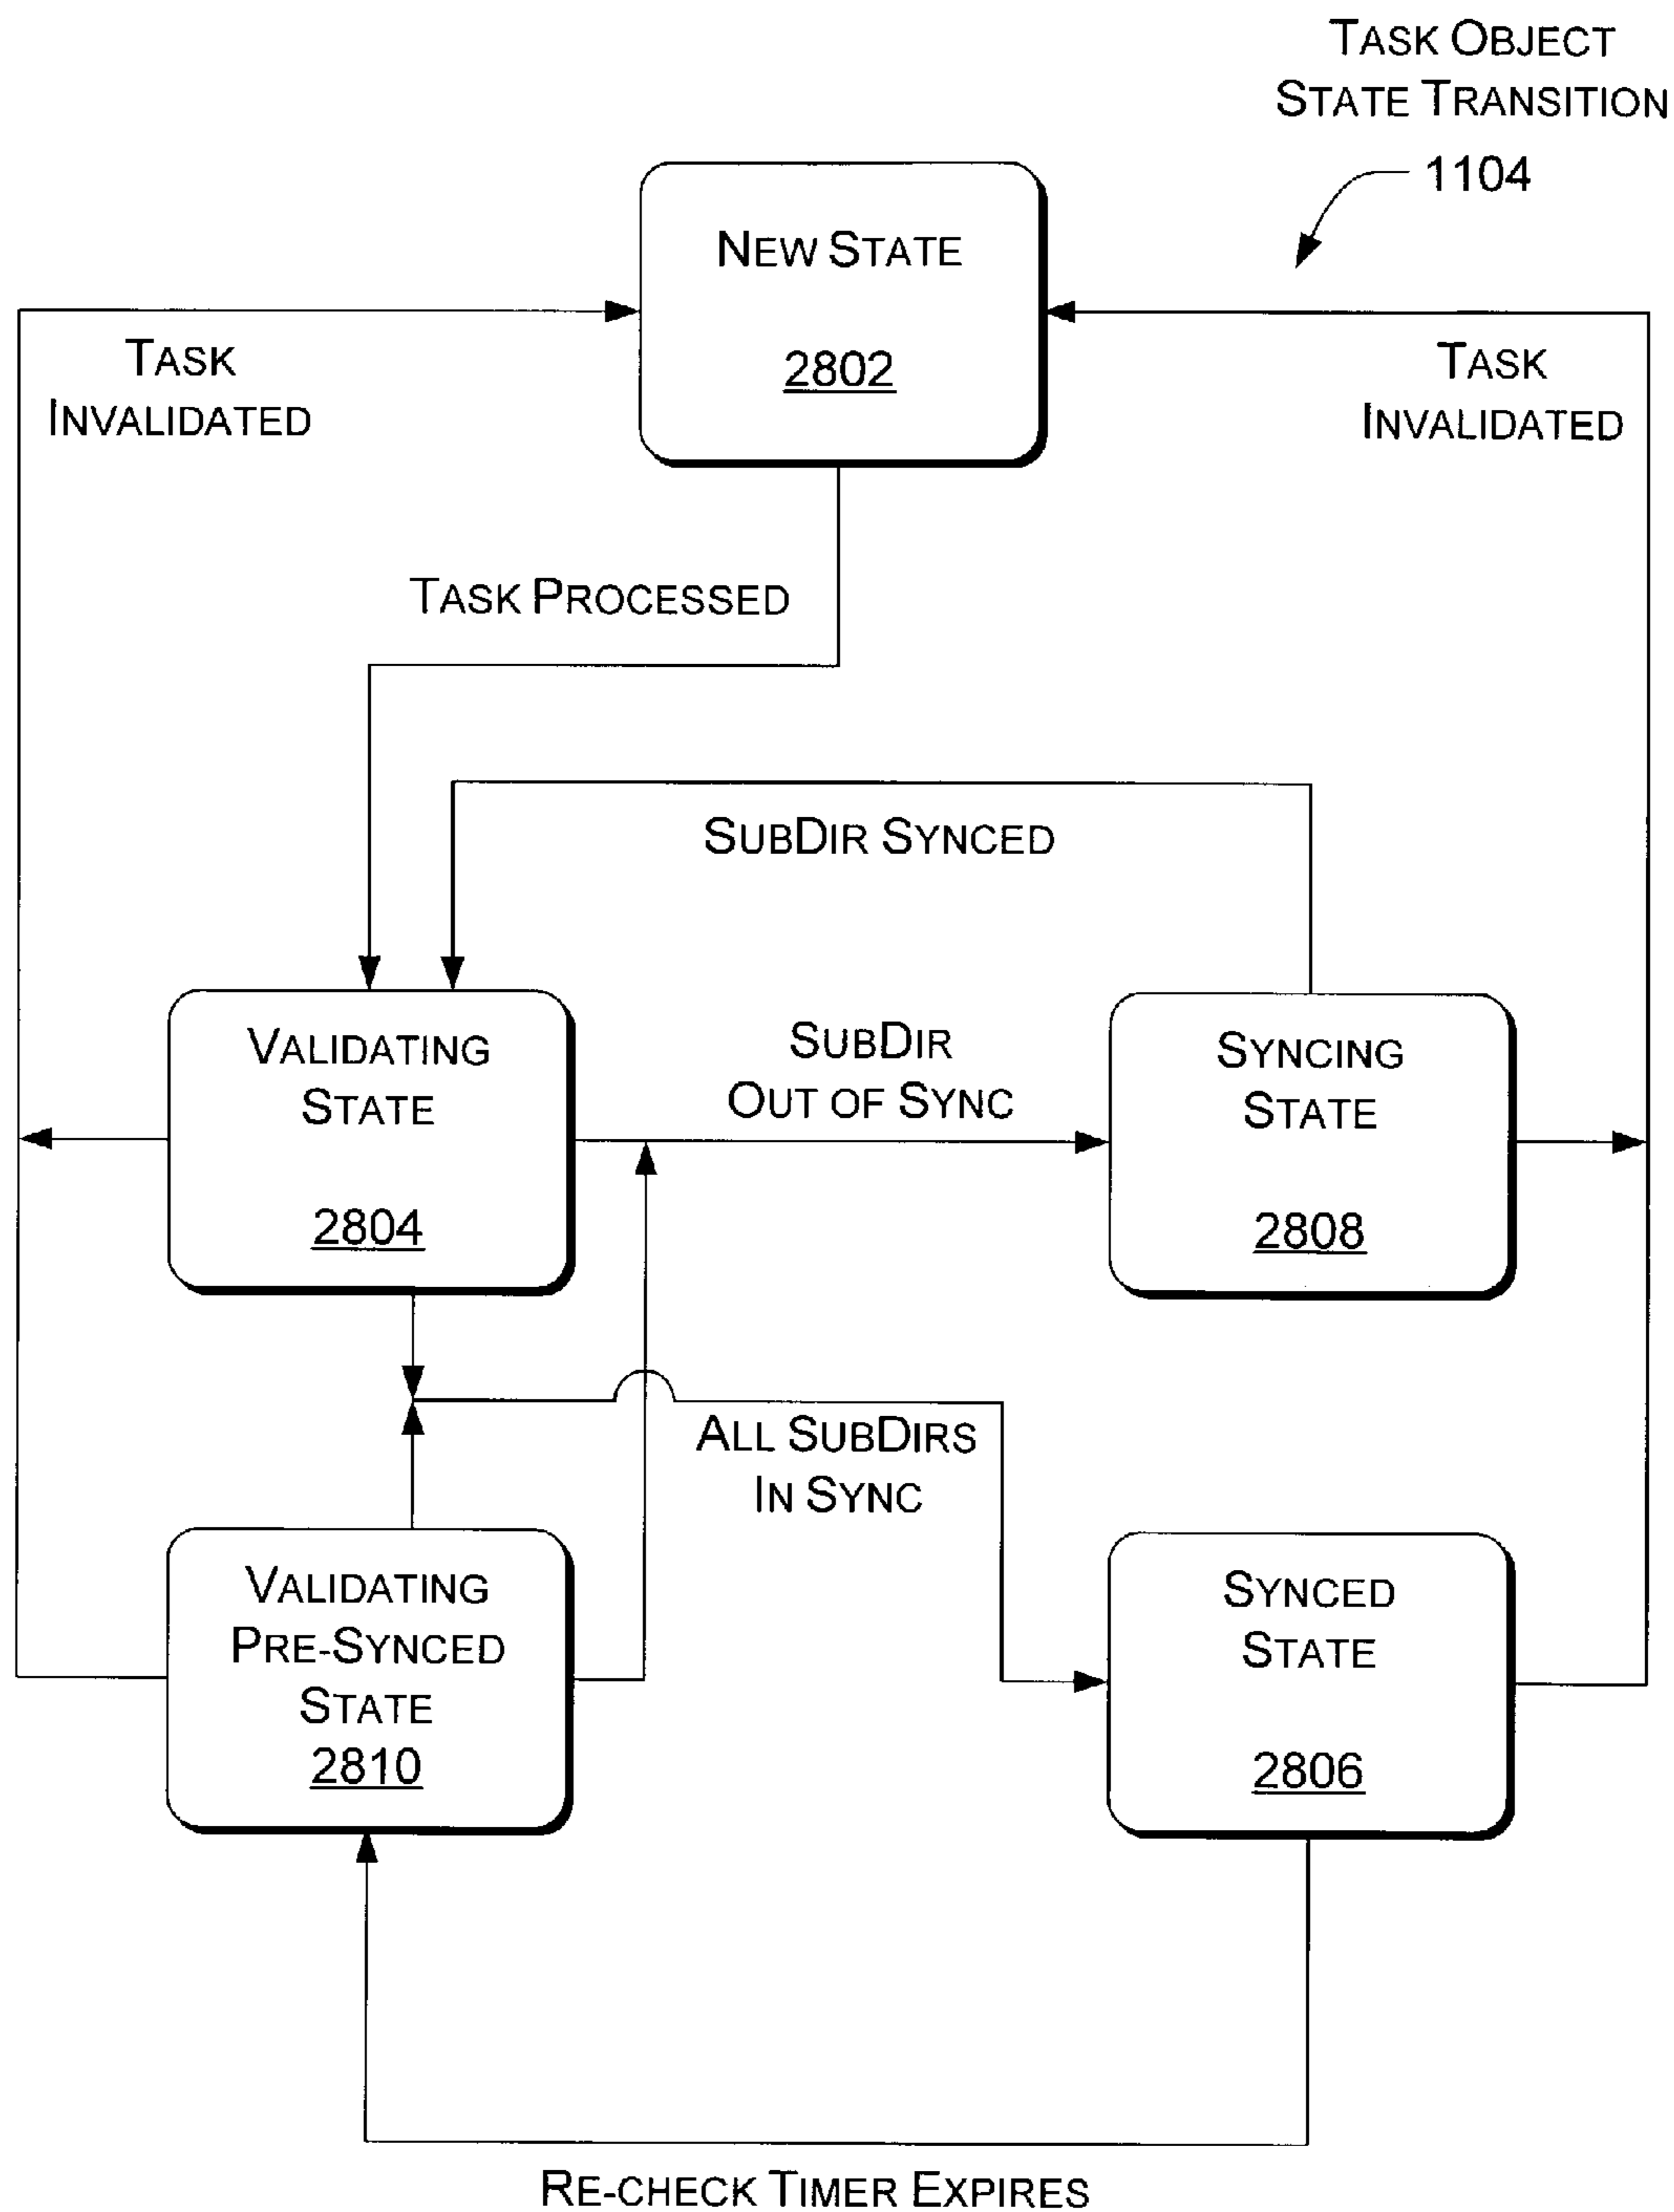 TASK OBJECT
STATE TRANSITION
1104
NEW STATE
2802
TASK
INVALIDATED
TASK
INVALIDATED
TASK PROCESSED
SUBDIR SYNCED
VALIDATING
STATE
2804
SUBDIR
OUT OF SYNC
SYNCING
STATE
2808
ALL SUBDIRS
IN SYNC
VALIDATING
PRE-SYNCED
STATE
2810
SYNCED
STATE
2806
RE-CHECK TIMER EXPIRES